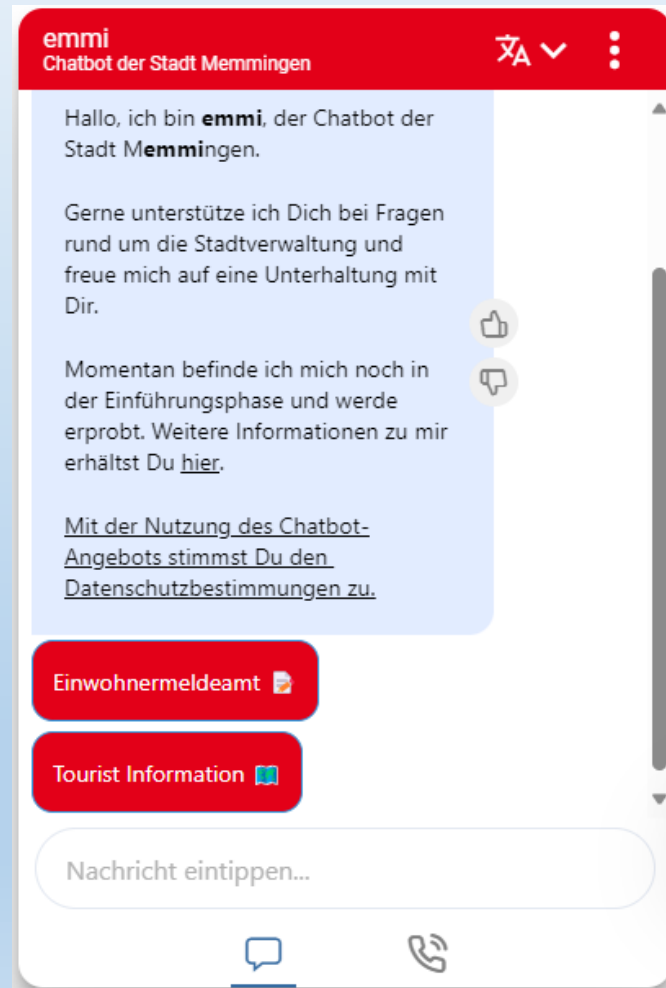 emmi
Chatbot der Stadt Memmingen
Hallo, ich bin emmi, der Chatbot der
Stadt Memmingen.
Gerne unterstütze ich Dich bei Fragen
rund um die Stadtverwaltung und
freue mich auf eine Unterhaltung mit
Dir.
Momentan befinde ich mich noch in
der Einführungsphase und werde
erprobt. Weitere Informationen zu mir
erhältst Du hier.
Mit der Nutzung des Chatbot-
Angebots stimmst Du den
Datenschutzbestimmungen zu.
Einwohnermeldeamt
Tourist Information
Nachricht eintippen...